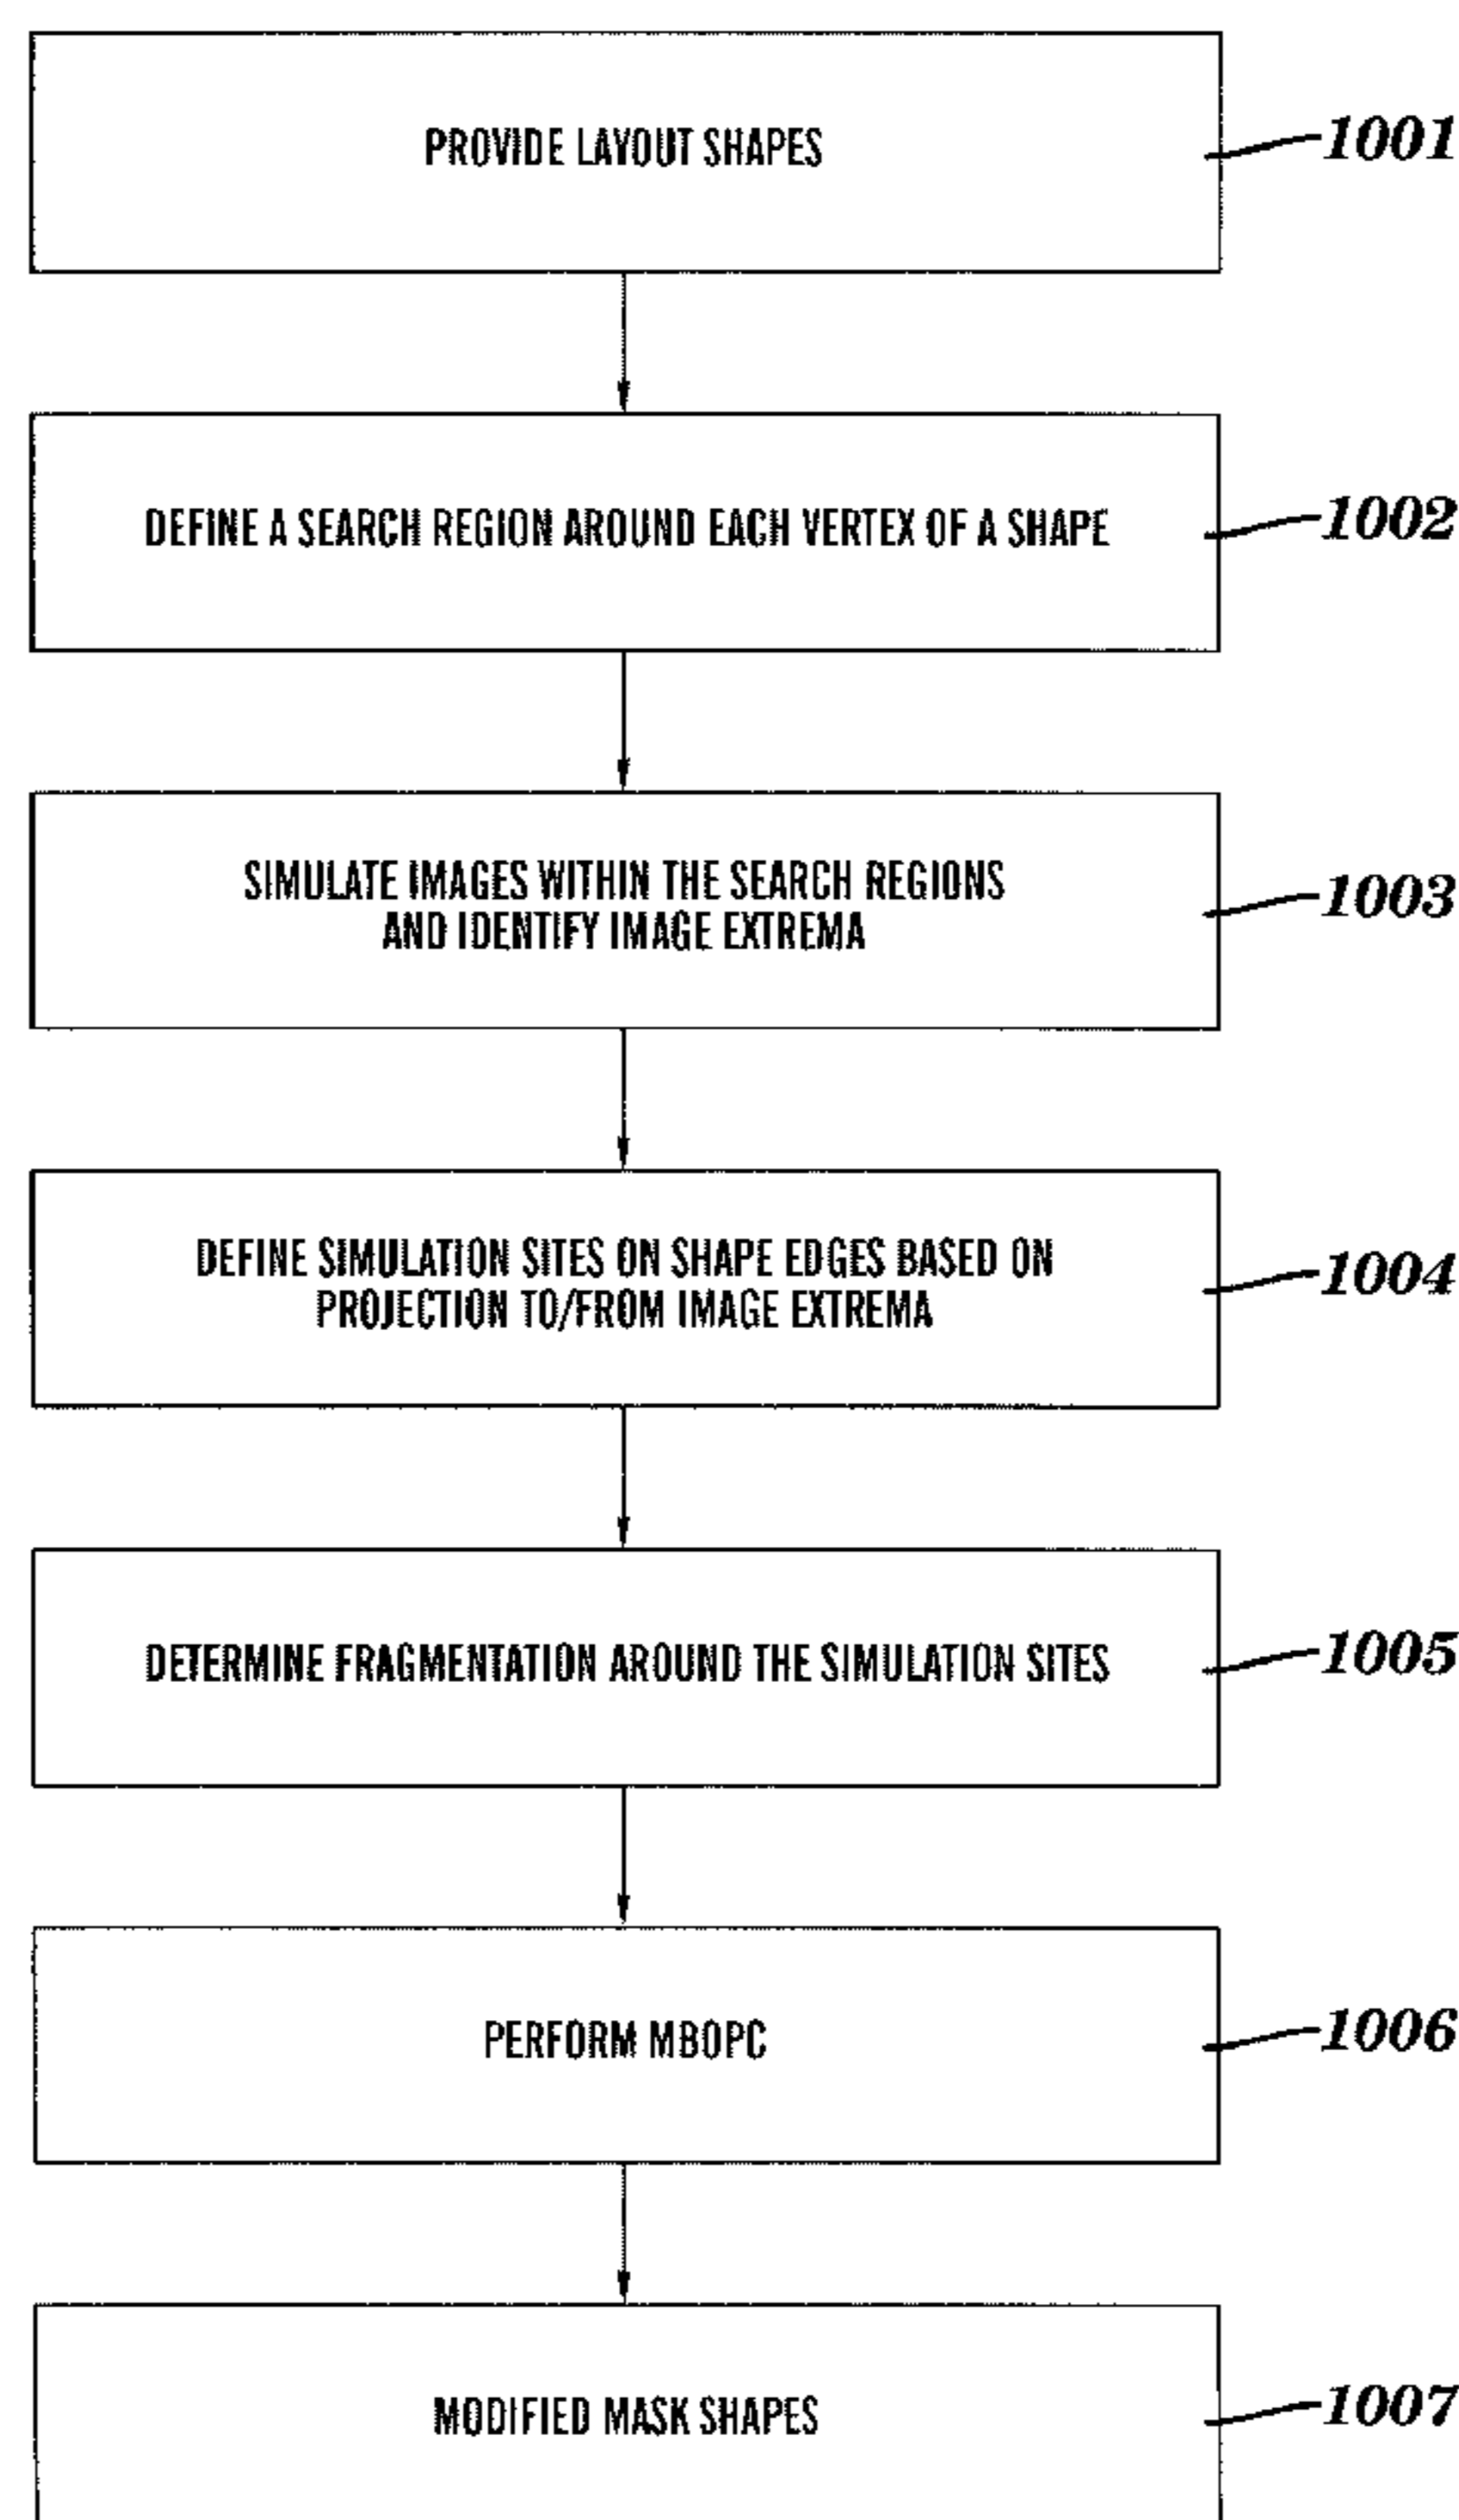 PROVIDE LAYOUT SHAPES
1001
DEFINE A SEARCH REGION AROUND EACH VERTEX OF A SHAPE
1002
SIMULATE IMAGES WITHIN THE SEARCH REGIONS
AND IDENTIFY IMAGE EXTREMA
1003
DEFINE SIMULATION SITES ON SHAPE EDGES BASED ON
PROJECTION TO/FROM IMAGE EXTREMA
1004
DETERMINE FRAGMENTATION AROUND THE SIMULATION SITES
1005
PERFORM MBOPC
1006
MODIFIED MASK SHAPES
1007